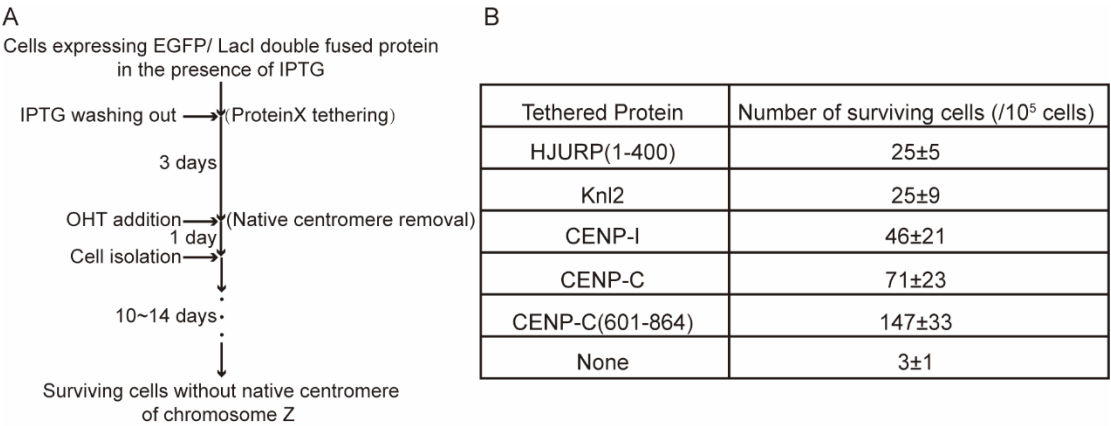 A
Cells expressing EGFP/ LacI double fused protein
in the presence of IPTG
IPTG washing out
(ProteinX tethering)
3 days
OHT addition
(Native centromere removal)
1 day
Cell isolation
10~14 days
Surviving cells without native centromere
of chromosome Z
B
Tethered Protein Number of surviving cells (/10⁵ cells)
HJURP(1-400) 25±5
Knl2 25±9
CENP-I 46±21
CENP-C 71±23
CENP-C(601-864) 147±33
None 3±1